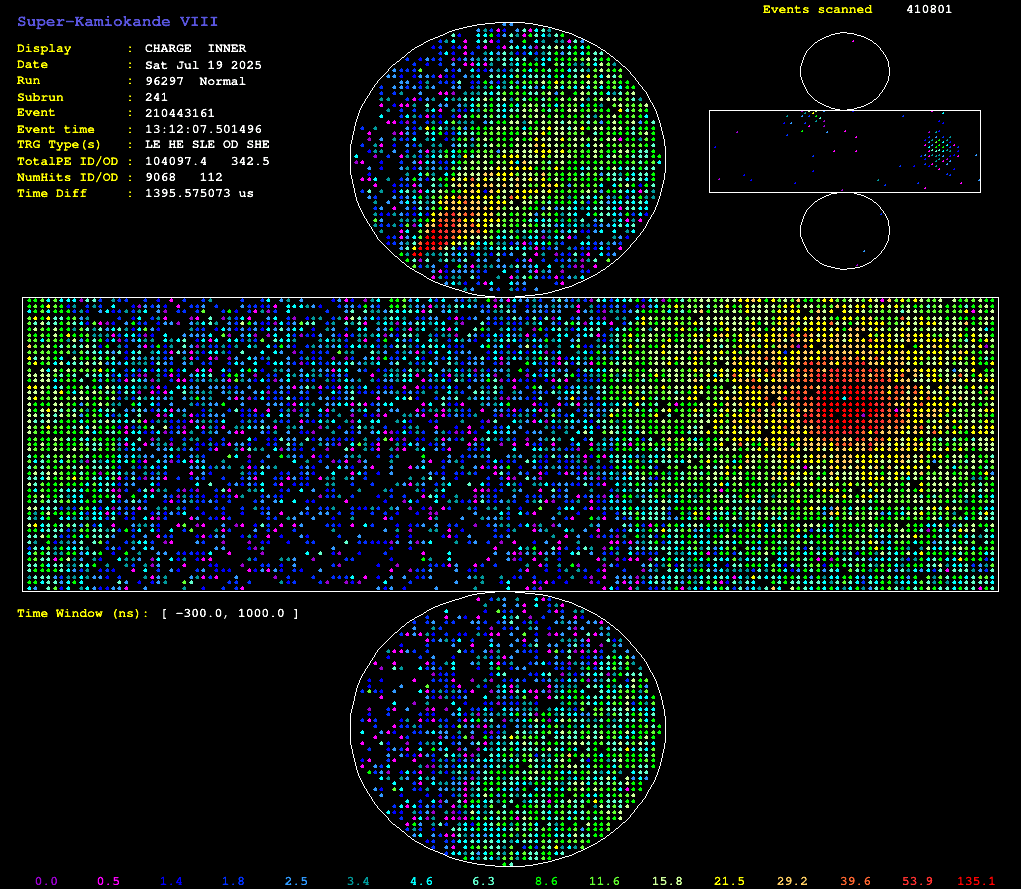 Super-Kamiokande VIII
Events scanned 410801
Display : CHARGE INNER
Date : Sat Jul 19 2025
Run : 96297 Normal
Subrun : 241
Event : 210443161
Event time : 13:12:07.501496
TRG Type(s) : LE HE SLE OD SHE
TotalPE ID/OD : 104097.4 342.5
NumHits ID/OD : 9068 112
Time Diff : 1395.575073 us
Time Window (ns): [ -300.0, 1000.0 ]
0.0 0.5 1.4 1.8 2.5 3.4 4.6 6.3 8.6 11.6 15.8 21.5 29.2 39.6 53.9 135.1